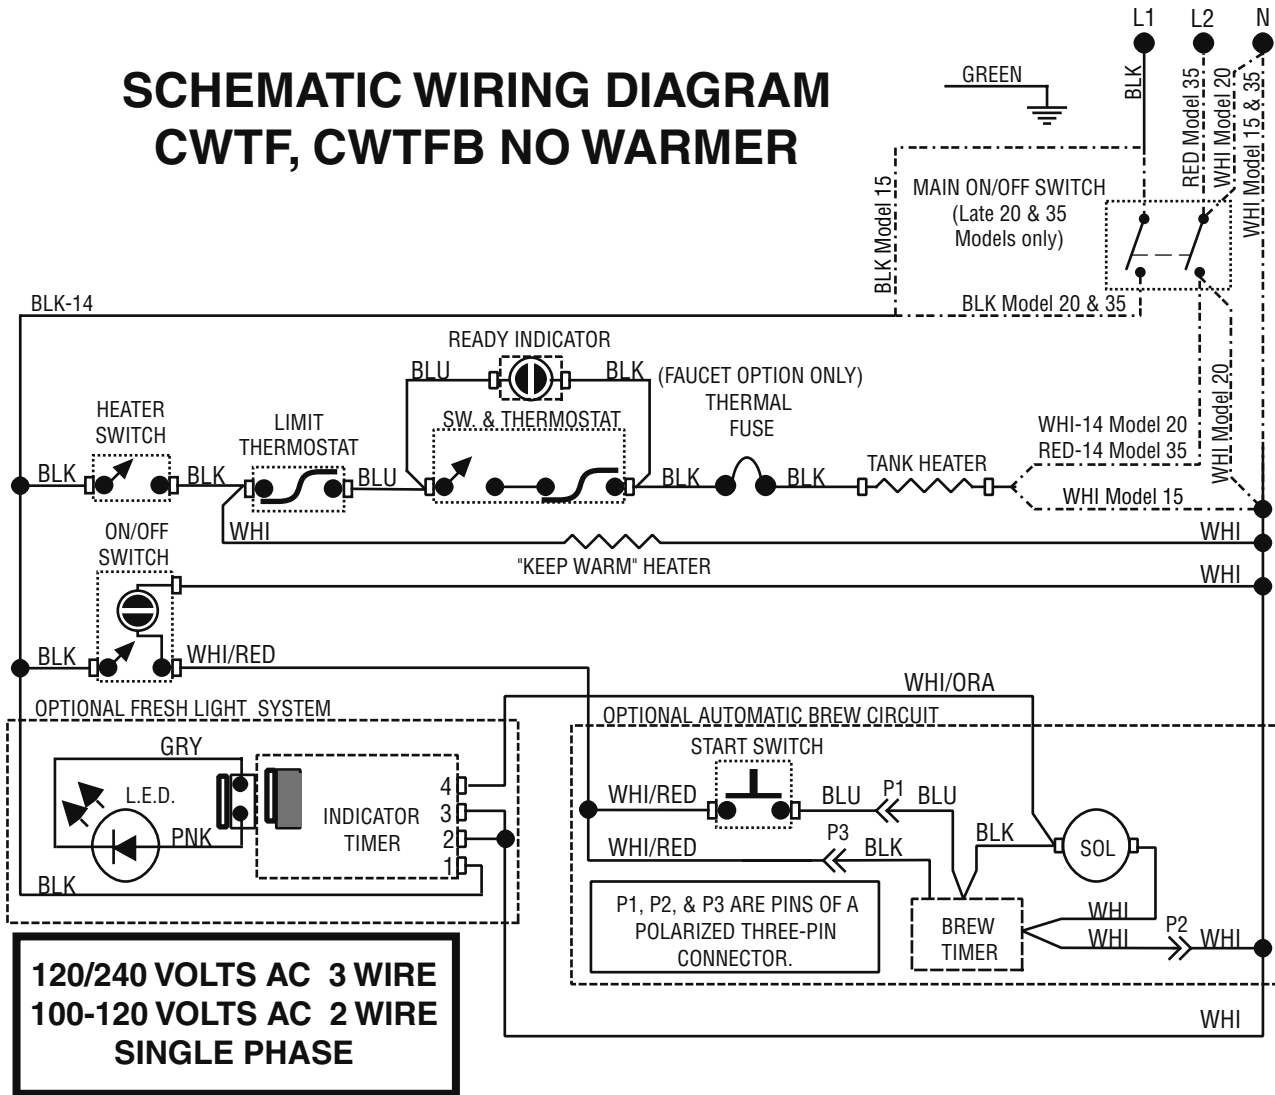 L1 L2 N
SCHEMATIC WIRING DIAGRAM
CWTF, CWTFB NO WARMER
GREEN
BLK
RED Model 35
WHI Model 20
WHI Model 15 & 35
BLK Model 15
MAIN ON/OFF SWITCH
(Late 20 & 35
Models only)
BLK-14
BLK Model 20 & 35
READY INDICATOR
BLU
BLK
(FAUCET OPTION ONLY)
THERMAL
FUSE
HEATER
SWITCH
LIMIT
THERMOSTAT
SW. & THERMOSTAT
WHI-14 Model 20
RED-14 Model 35
WHI Model 20
TANK HEATER
BLK
BLK
BLU
BLK
BLK
WHI Model 15
WHI
WHI
"KEEP WARM" HEATER
ON/OFF
SWITCH
WHI
BLK
WHI/RED
WHI/ORA
OPTIONAL FRESH LIGHT SYSTEM
GRY
L.E.D.
PNK
INDICATOR
TIMER
4
3
2
1
BLK
OPTIONAL AUTOMATIC BREW CIRCUIT
START SWITCH
WHI/RED
BLU
P1
BLU
WHI/RED
P3
BLK
BLK
SOL
P1, P2, & P3 ARE PINS OF A
POLARIZED THREE-PIN
CONNECTOR.
BREW
TIMER
WHI
WHI
P2
WHI
WHI
120/240 VOLTS AC 3 WIRE
100-120 VOLTS AC 2 WIRE
SINGLE PHASE